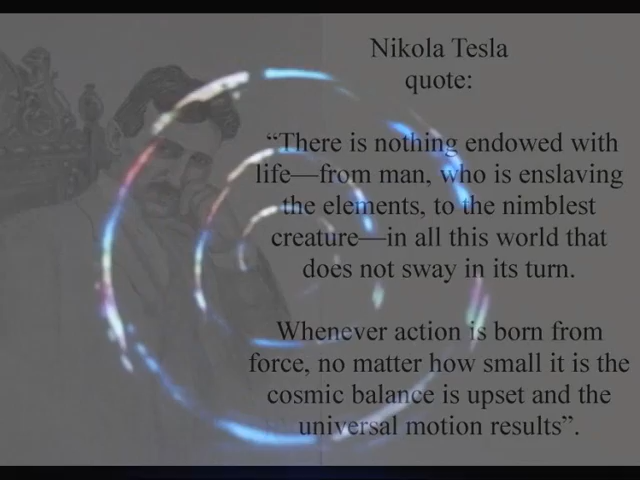 Nikola Tesla
quote:
“There is nothing endowed with
life—from man, who is enslaving
the elements, to the nimblest
creature—in all this world that
does not sway in its turn.
Whenever action is born from
force, no matter how small it is the
cosmic balance is upset and the
universal motion results”.